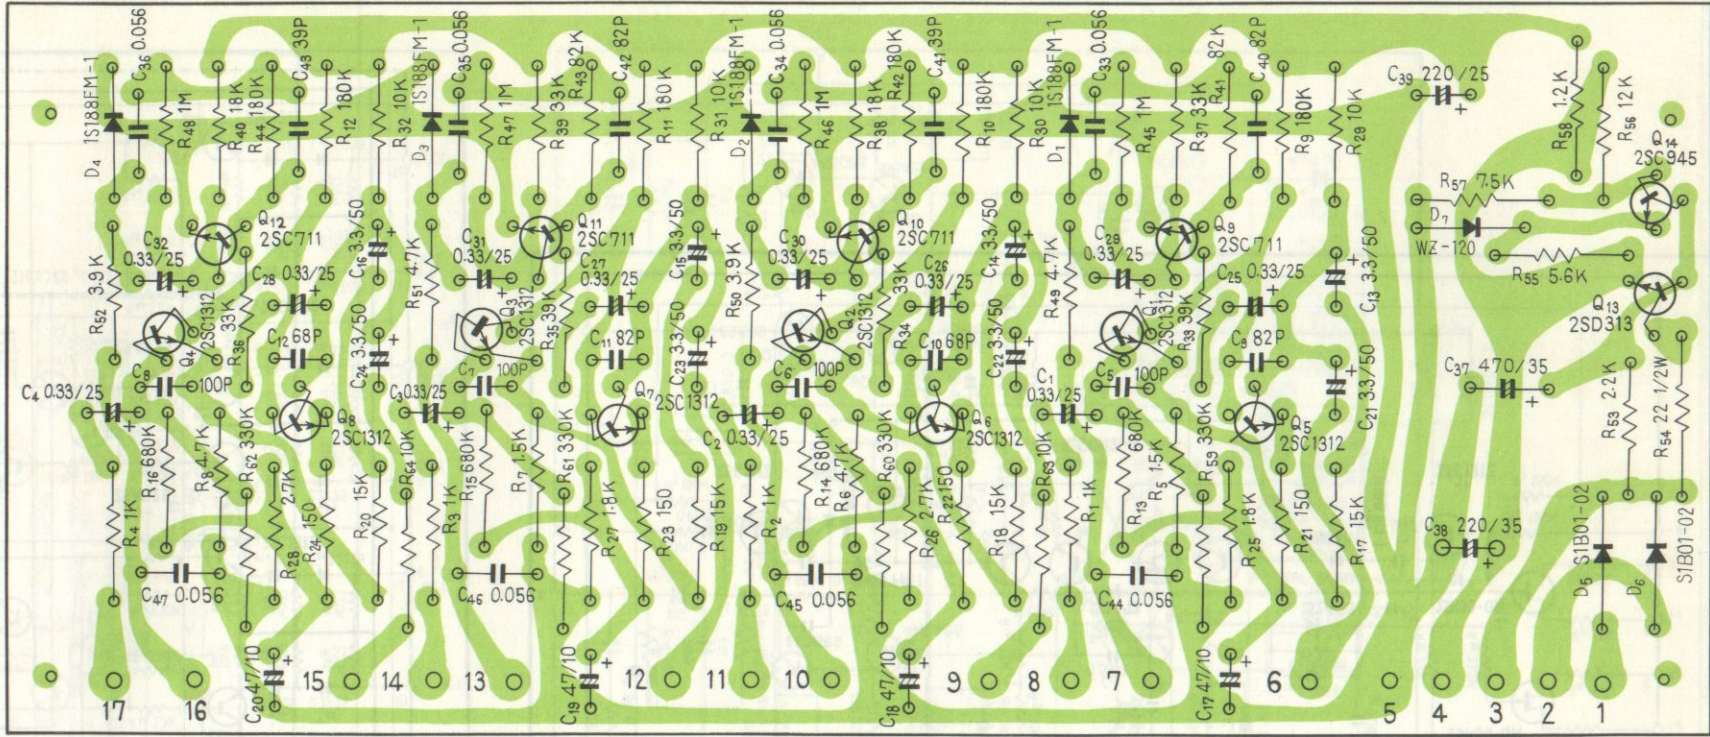 D4 1S188FM-1
C36 0.056
R48 1M
R40 18K
R44 180K
C43 39P
R12 180K
R32 10K
D3 1S188FM-1
C35 0.056
R47 1M
R39 33K
R43 82K
C42 82P
R11 180K
R31 10K
D2 1S188FM-1
C34 0.056
R46 1M
R38 18K
R42 180K
C41 39P
R10 180K
R30 10K
D1 1S188FM-1
C33 0.056
R45 1M
R37 33K
R41 82K
C40 82P
R9 180K
R29 10K
C39 220/25
+
R58 1.2K
R56 12K
Q14
2SC945
R57 7.5K
D7
WZ-120
R55 5.6K
Q13
2SD313
R52 3.9K
C32
0.33/25
+
Q12
2SC711
C28 0.33/25
+
C16 3.3/50
+
R51 4.7K
C31
0.33/25
+
Q11
2SC711
C27
0.33/25
+
C15 3.3/50
+
R50 3.9K
C30
0.33/25
+
Q10
2SC711
C26
0.33/25
+
C14 3.3/50
+
R49 4.7K
C29
0.33/25
+
Q9
2SC711
C25 0.33/25
+
C13 3.3/50
+
Q4
2SC1312
R36 33K
C12 68P
C24 3.3/50
+
Q3
2SC1312
R35 39K
C11 82P
C23 3.3/50
+
Q2
2SC1312
R34 33K
C10 68P
C22 3.3/50
+
Q1
2SC1312
R33 39K
C9 82P
C21 3.3/50
+
C37 470/35
+
R53 2.2K
R54 22 1/2W
C4 0.33/25
+
C8
100P
Q8
2SC1312
C3 0.33/25
+
C7 100P
Q7
2SC1312
C2 0.33/25
+
C6
100P
Q6
2SC1312
C1
0.33/25
+
C5
100P
Q5
2SC1312
R4 1K
R16 680K
R8 4.7K
R62 330K
R28 2.7K
R24 150
R20 15K
R64 10K
R3 1K
R15 680K
R7 1.5K
R61 330K
R27 1.8K
R23 150
R19 15K
R2 1K
R14 680K
R6 4.7K
R60 330K
R26 2.7K
R22 150
R18 15K
R63 10K
R1 1K
R13 680K
R5 1.5K
R59 330K
R25 1.8K
R21 150
R17 15K
C38 220/35
+
D5 S1B01-02
D6 S1B01-02
C47 0.056
C46 0.056
C45 0.056
C44 0.056
C20 47/10
+
C19 47/10
+
C18 47/10
+
C17 47/10
+
17 16 15 14 13 12 11 10 9 8 7 6 5 4 3 2 1